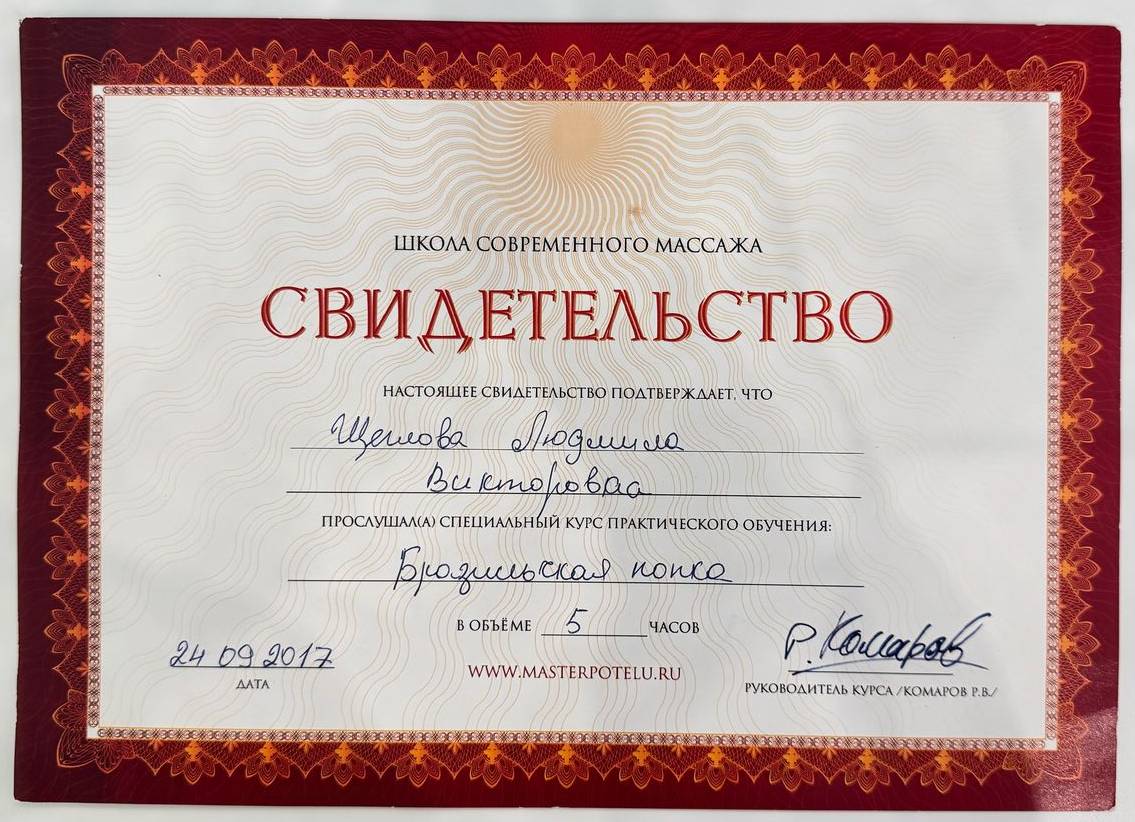 ШКОЛА СОВРЕМЕННОГО МАССАЖА
СВИДЕТЕЛЬСТВО
НАСТОЯЩЕЕ СВИДЕТЕЛЬСТВО ПОДТВЕРЖДАЕТ, ЧТО
Щеглова Людмила
Викторовна
ПРОСЛУШАЛ(А) СПЕЦИАЛЬНЫЙ КУРС ПРАКТИЧЕСКОГО ОБУЧЕНИЯ:
Бразильская попка
В ОБЪЁМЕ 5 ЧАСОВ
Р. Комаров
24 09 2017
ДАТА
WWW.MASTERPOTELU.RU
РУКОВОДИТЕЛЬ КУРСА /КОМАРОВ Р.В./